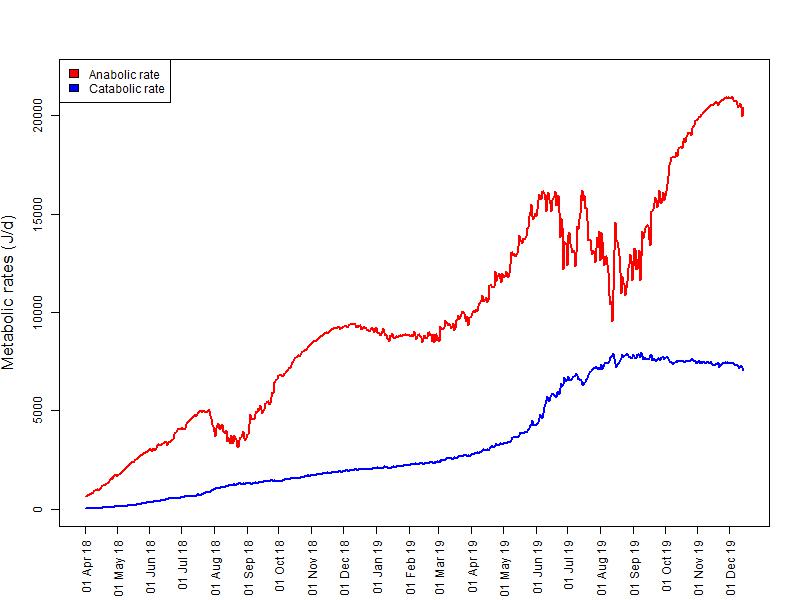 Anabolic rate
Catabolic rate
Metabolic rates (J/d)
20000
15000
10000
5000
0
01 Apr 18
01 May 18
01 Jun 18
01 Jul 18
01 Aug 18
01 Sep 18
01 Oct 18
01 Nov 18
01 Dec 18
01 Jan 19
01 Feb 19
01 Mar 19
01 Apr 19
01 May 19
01 Jun 19
01 Jul 19
01 Aug 19
01 Sep 19
01 Oct 19
01 Nov 19
01 Dec 19